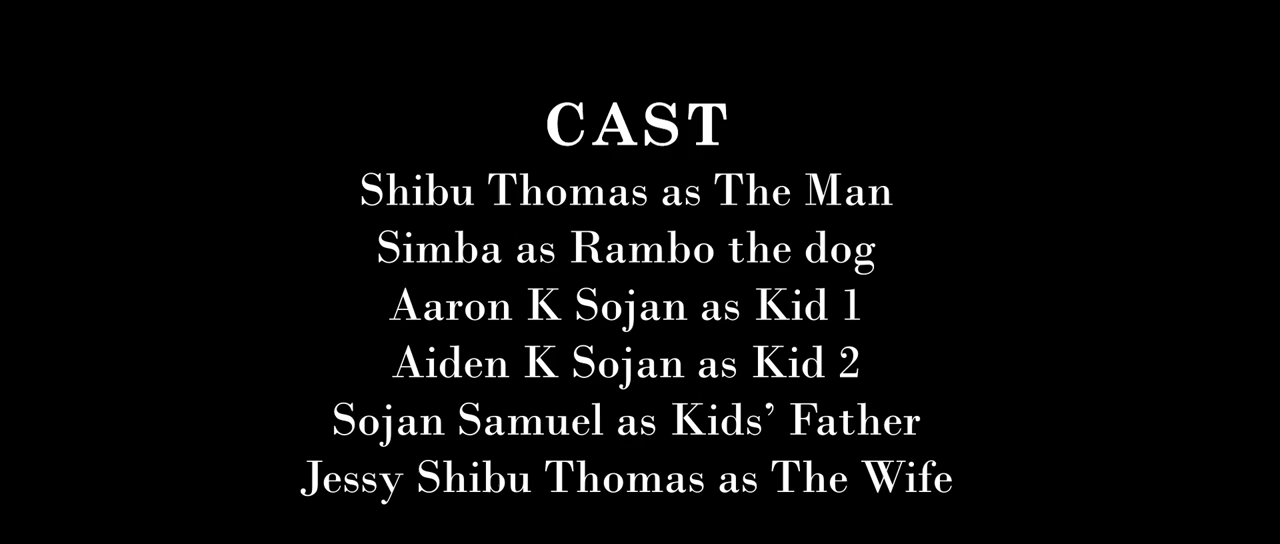 CAST
Shibu Thomas as The Man
Simba as Rambo the dog
Aaron K Sojan as Kid 1
Aiden K Sojan as Kid 2
Sojan Samuel as Kids’ Father
Jessy Shibu Thomas as The Wife